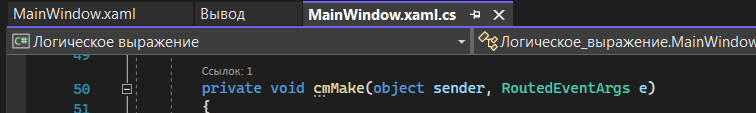 MainWindow.xaml Вывод MainWindow.xaml.cs
Логическое выражение Логическое_выражение.MainWindow
49
Ссылок: 1
50 private void cmMake(object sender, RoutedEventArgs e)
51 {